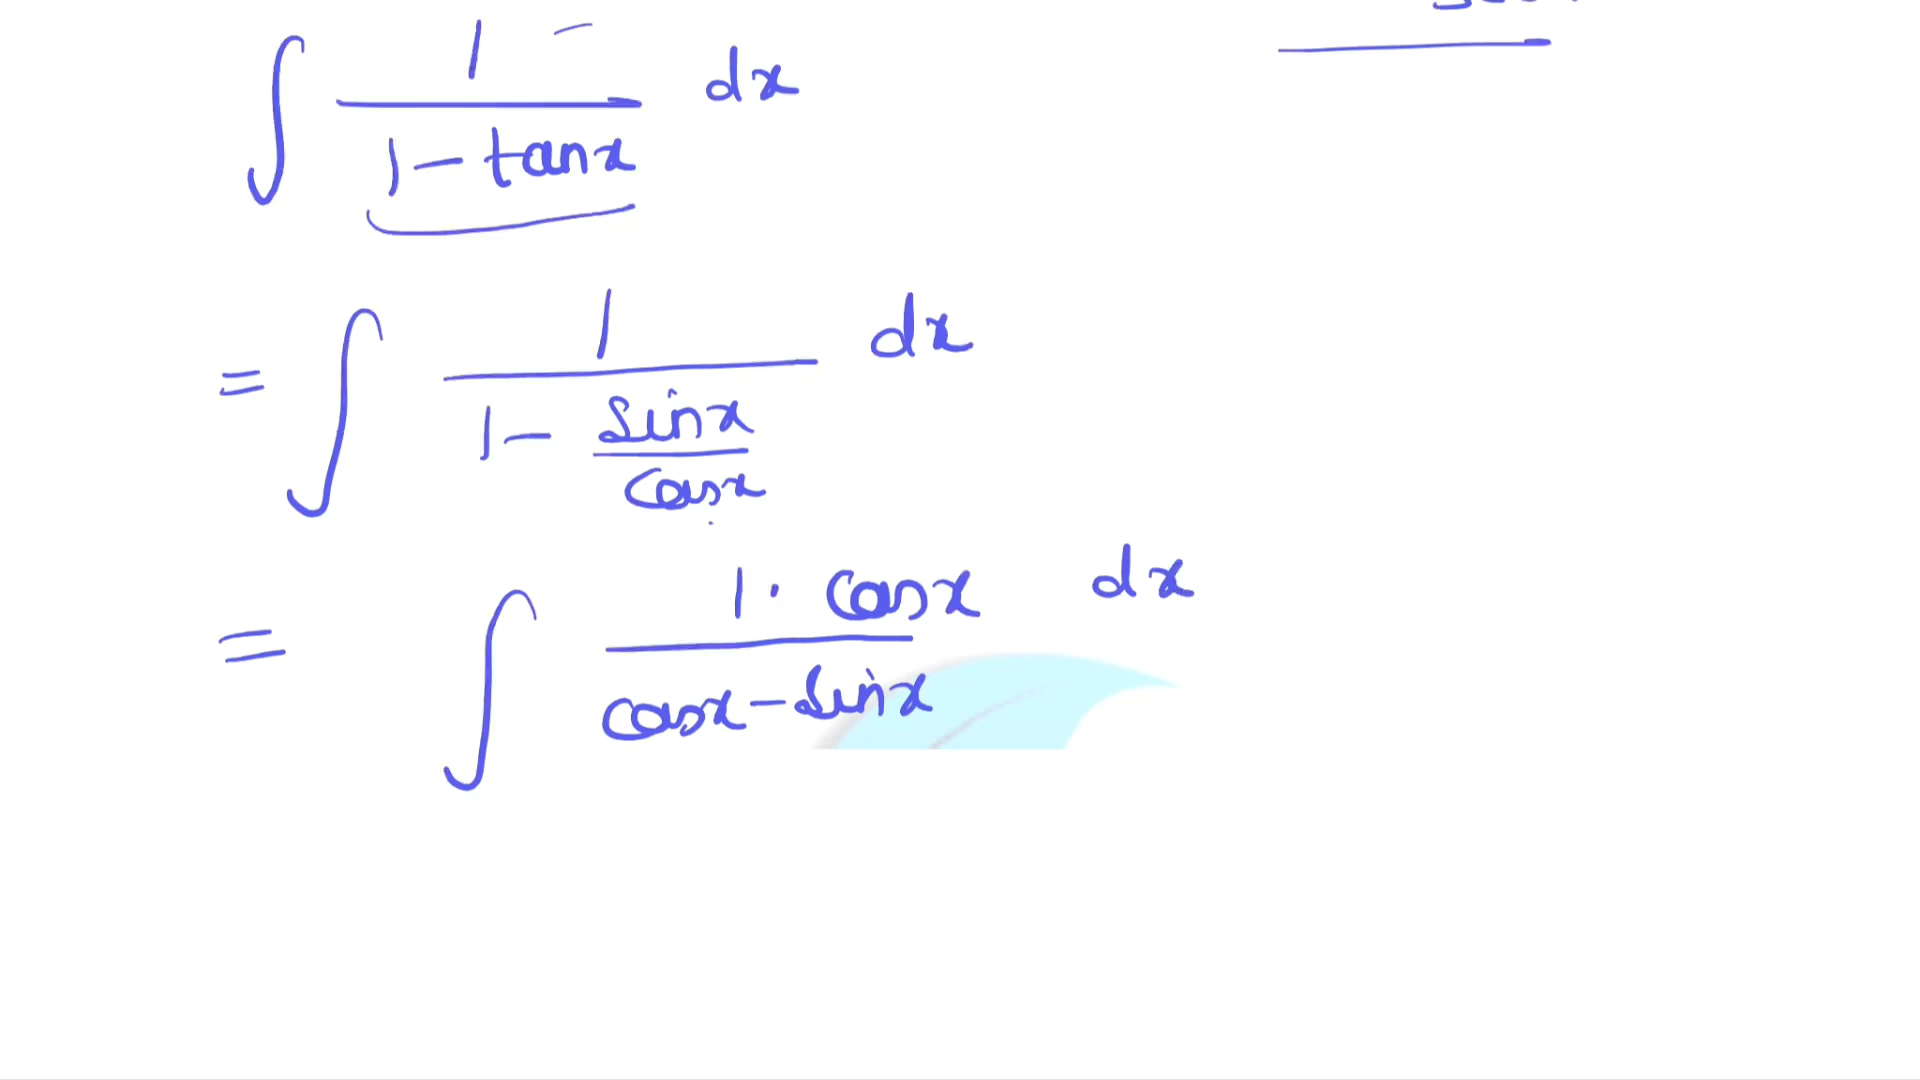 ∫ 1 / (1 - tanx) dx
= ∫ 1 / (1 - sinx/cosx) dx
= ∫ 1. cosx / (cosx - sinx) dx